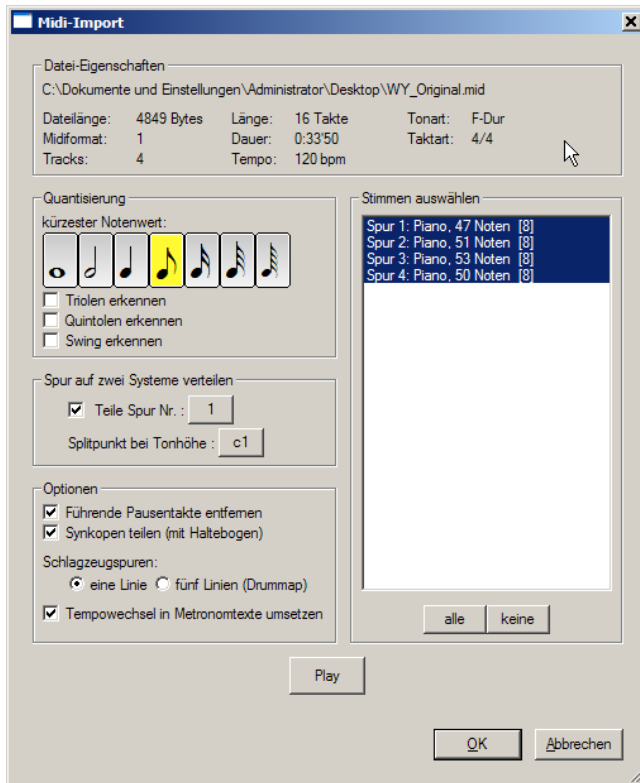 Midi-Import
Datei-Eigenschaften
C:\Dokumente und Einstellungen\Administrator\Desktop\WY_Original.mid
Dateilänge: 4849 Bytes Länge: 16 Takte Tonart: F-Dur
Midiformat: 1 Dauer: 0:33'50 Taktart: 4/4
Tracks: 4 Tempo: 120 bpm
Quantisierung
kürzester Notenwert:
Triolen erkennen
Quintolen erkennen
Swing erkennen
Spur auf zwei Systeme verteilen
Teile Spur Nr. : 1
Splitpunkt bei Tonhöhe : c1
Optionen
Führende Pausentakte entfernen
Synkopen teilen (mit Haltebogen)
Schlagzeugspuren:
eine Linie fünf Linien (Drummap)
Tempowechsel in Metronomtexte umsetzen
Stimmen auswählen
Spur 1: Piano, 47 Noten [8]
Spur 2: Piano, 51 Noten [8]
Spur 3: Piano, 53 Noten [8]
Spur 4: Piano, 50 Noten [8]
alle keine
Play
OK Abbrechen